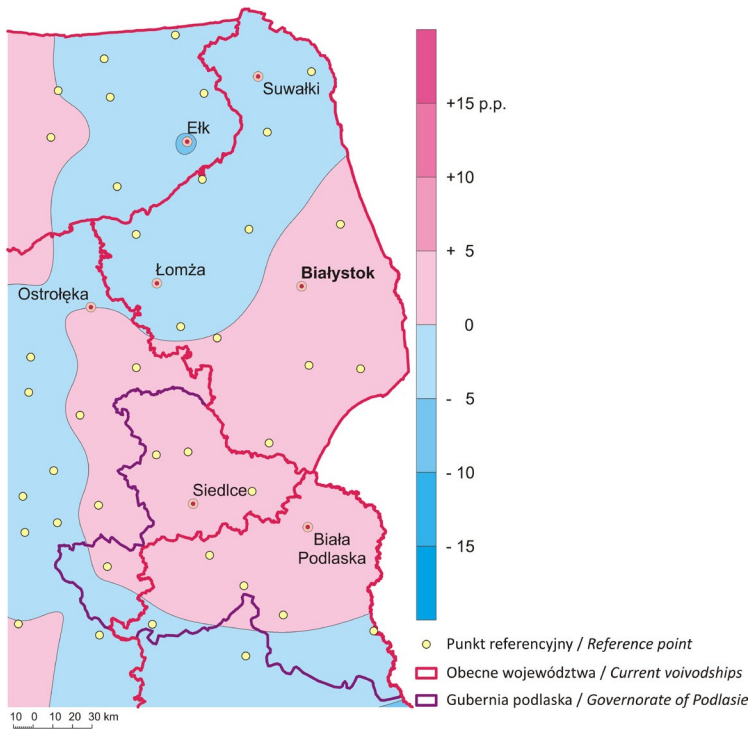 Suwałki
Ełk
Łomża
Białystok
Ostrołęka
Siedlce
Biała
Podlaska
+15 p.p.
+10
+ 5
0
- 5
- 10
- 15
Punkt referencyjny / Reference point
Obecne województwa / Current voivodships
Gubernia podlaska / Governorate of Podlasie
10 0 10 20 30 km